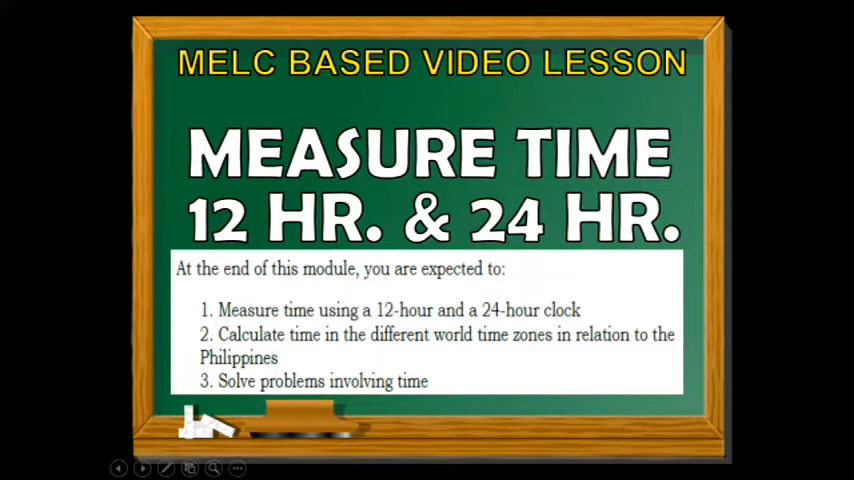 MELC BASED VIDEO LESSON
MEASURE TIME
12 HR. & 24 HR.
At the end of this module, you are expected to:
1. Measure time using a 12-hour and a 24-hour clock
2. Calculate time in the different world time zones in relation to the
Philippines
3. Solve problems involving time